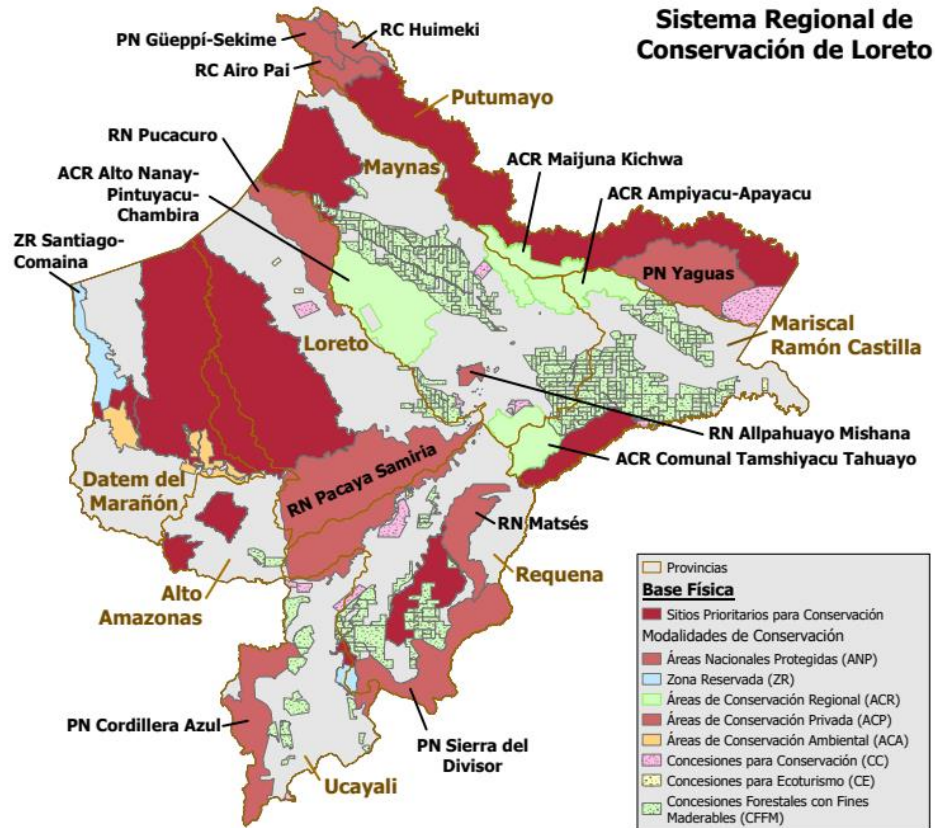 Sistema Regional de
Conservación de Loreto
PN Güeppí-Sekime
RC Huimeki
RC Airo Pai
Putumayo
RN Pucacuro
Maynas
ACR Maijuna Kichwa
ACR Alto Nanay-
Pintuyacu-
Chambira
ACR Ampiyacu-Apayacu
ZR Santiago-
Comaina
PN Yaguas
Loreto
Mariscal
Ramón Castilla
RN Allpahuayo Mishana
ACR Comunal Tamshiyacu Tahuayo
Datem del
Marañón
RN Pacaya Samiria
RN Matsés
Requena
Alto
Amazonas
PN Cordillera Azul
PN Sierra del
Divisor
Ucayali
Provincias
Base Física
Sitios Prioritarios para Conservación
Modalidades de Conservación
Áreas Nacionales Protegidas (ANP)
Zona Reservada (ZR)
Áreas de Conservación Regional (ACR)
Áreas de Conservación Privada (ACP)
Áreas de Conservación Ambiental (ACA)
Concesiones para Conservación (CC)
Concesiones para Ecoturismo (CE)
Concesiones Forestales con Fines
Maderables (CFFM)